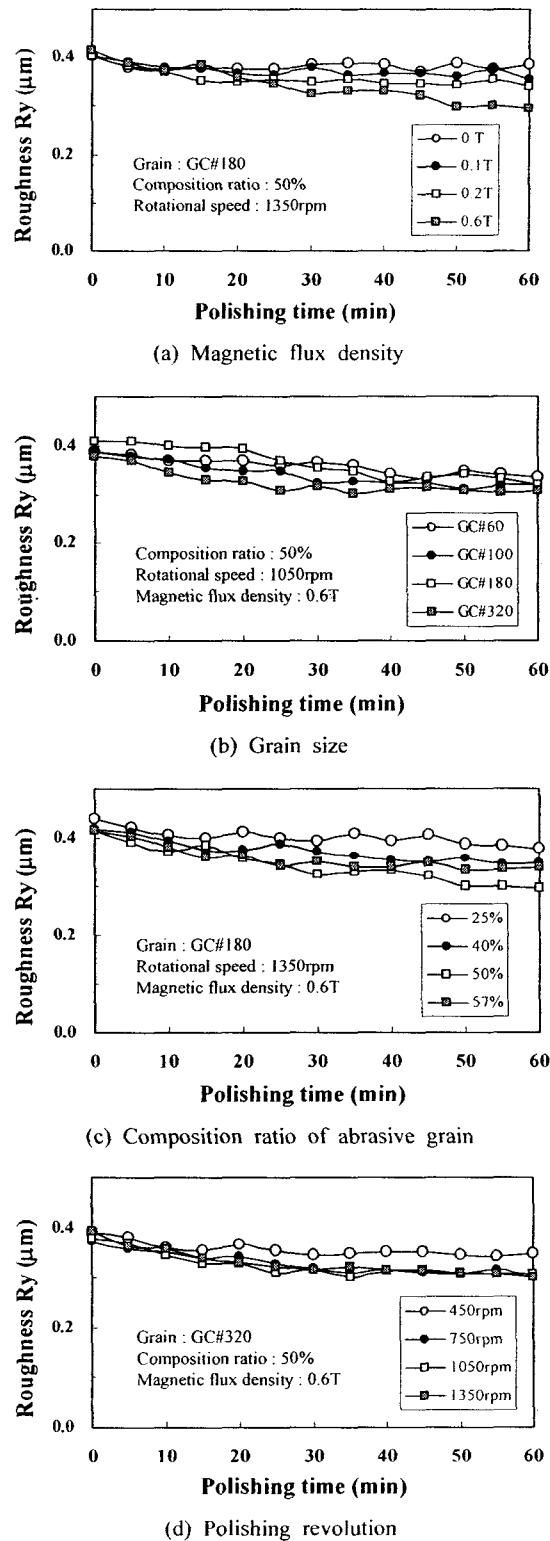 Roughness Ry (μm)
0.4
0.2
0.0
Grain : GC#180
Composition ratio : 50%
Rotational speed : 1350rpm
0 T
0.1T
0.2T
0.6T
0 10 20 30 40 50 60
Polishing time (min)
(a) Magnetic flux density
Roughness Ry (μm)
0.4
0.2
0.0
Composition ratio : 50%
Rotational speed : 1050rpm
Magnetic flux density : 0.6T
GC#60
GC#100
GC#180
GC#320
0 10 20 30 40 50 60
Polishing time (min)
(b) Grain size
Roughness Ry (μm)
0.4
0.2
0.0
Grain : GC#180
Rotational speed : 1350rpm
Magnetic flux density : 0.6T
25%
40%
50%
57%
0 10 20 30 40 50 60
Polishing time (min)
(c) Composition ratio of abrasive grain
Roughness Ry (μm)
0.4
0.2
0.0
Grain : GC#320
Composition ratio : 50%
Magnetic flux density : 0.6T
450rpm
750rpm
1050rpm
1350rpm
0 10 20 30 40 50 60
Polishing time (min)
(d) Polishing revolution